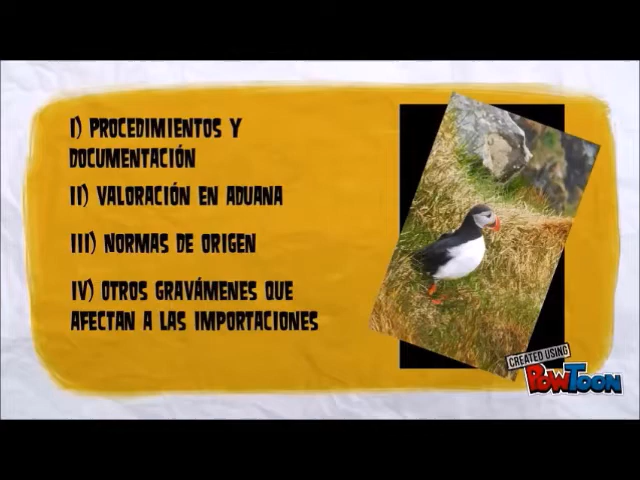 I) PROCEDIMIENTOS Y
DOCUMENTACIÓN
II) VALORACIÓN EN ADUANA
III) NORMAS DE ORIGEN
IV) OTROS GRAVÁMENES QUE
AFECTAN A LAS IMPORTACIONES
CREATED USING
POWTOON